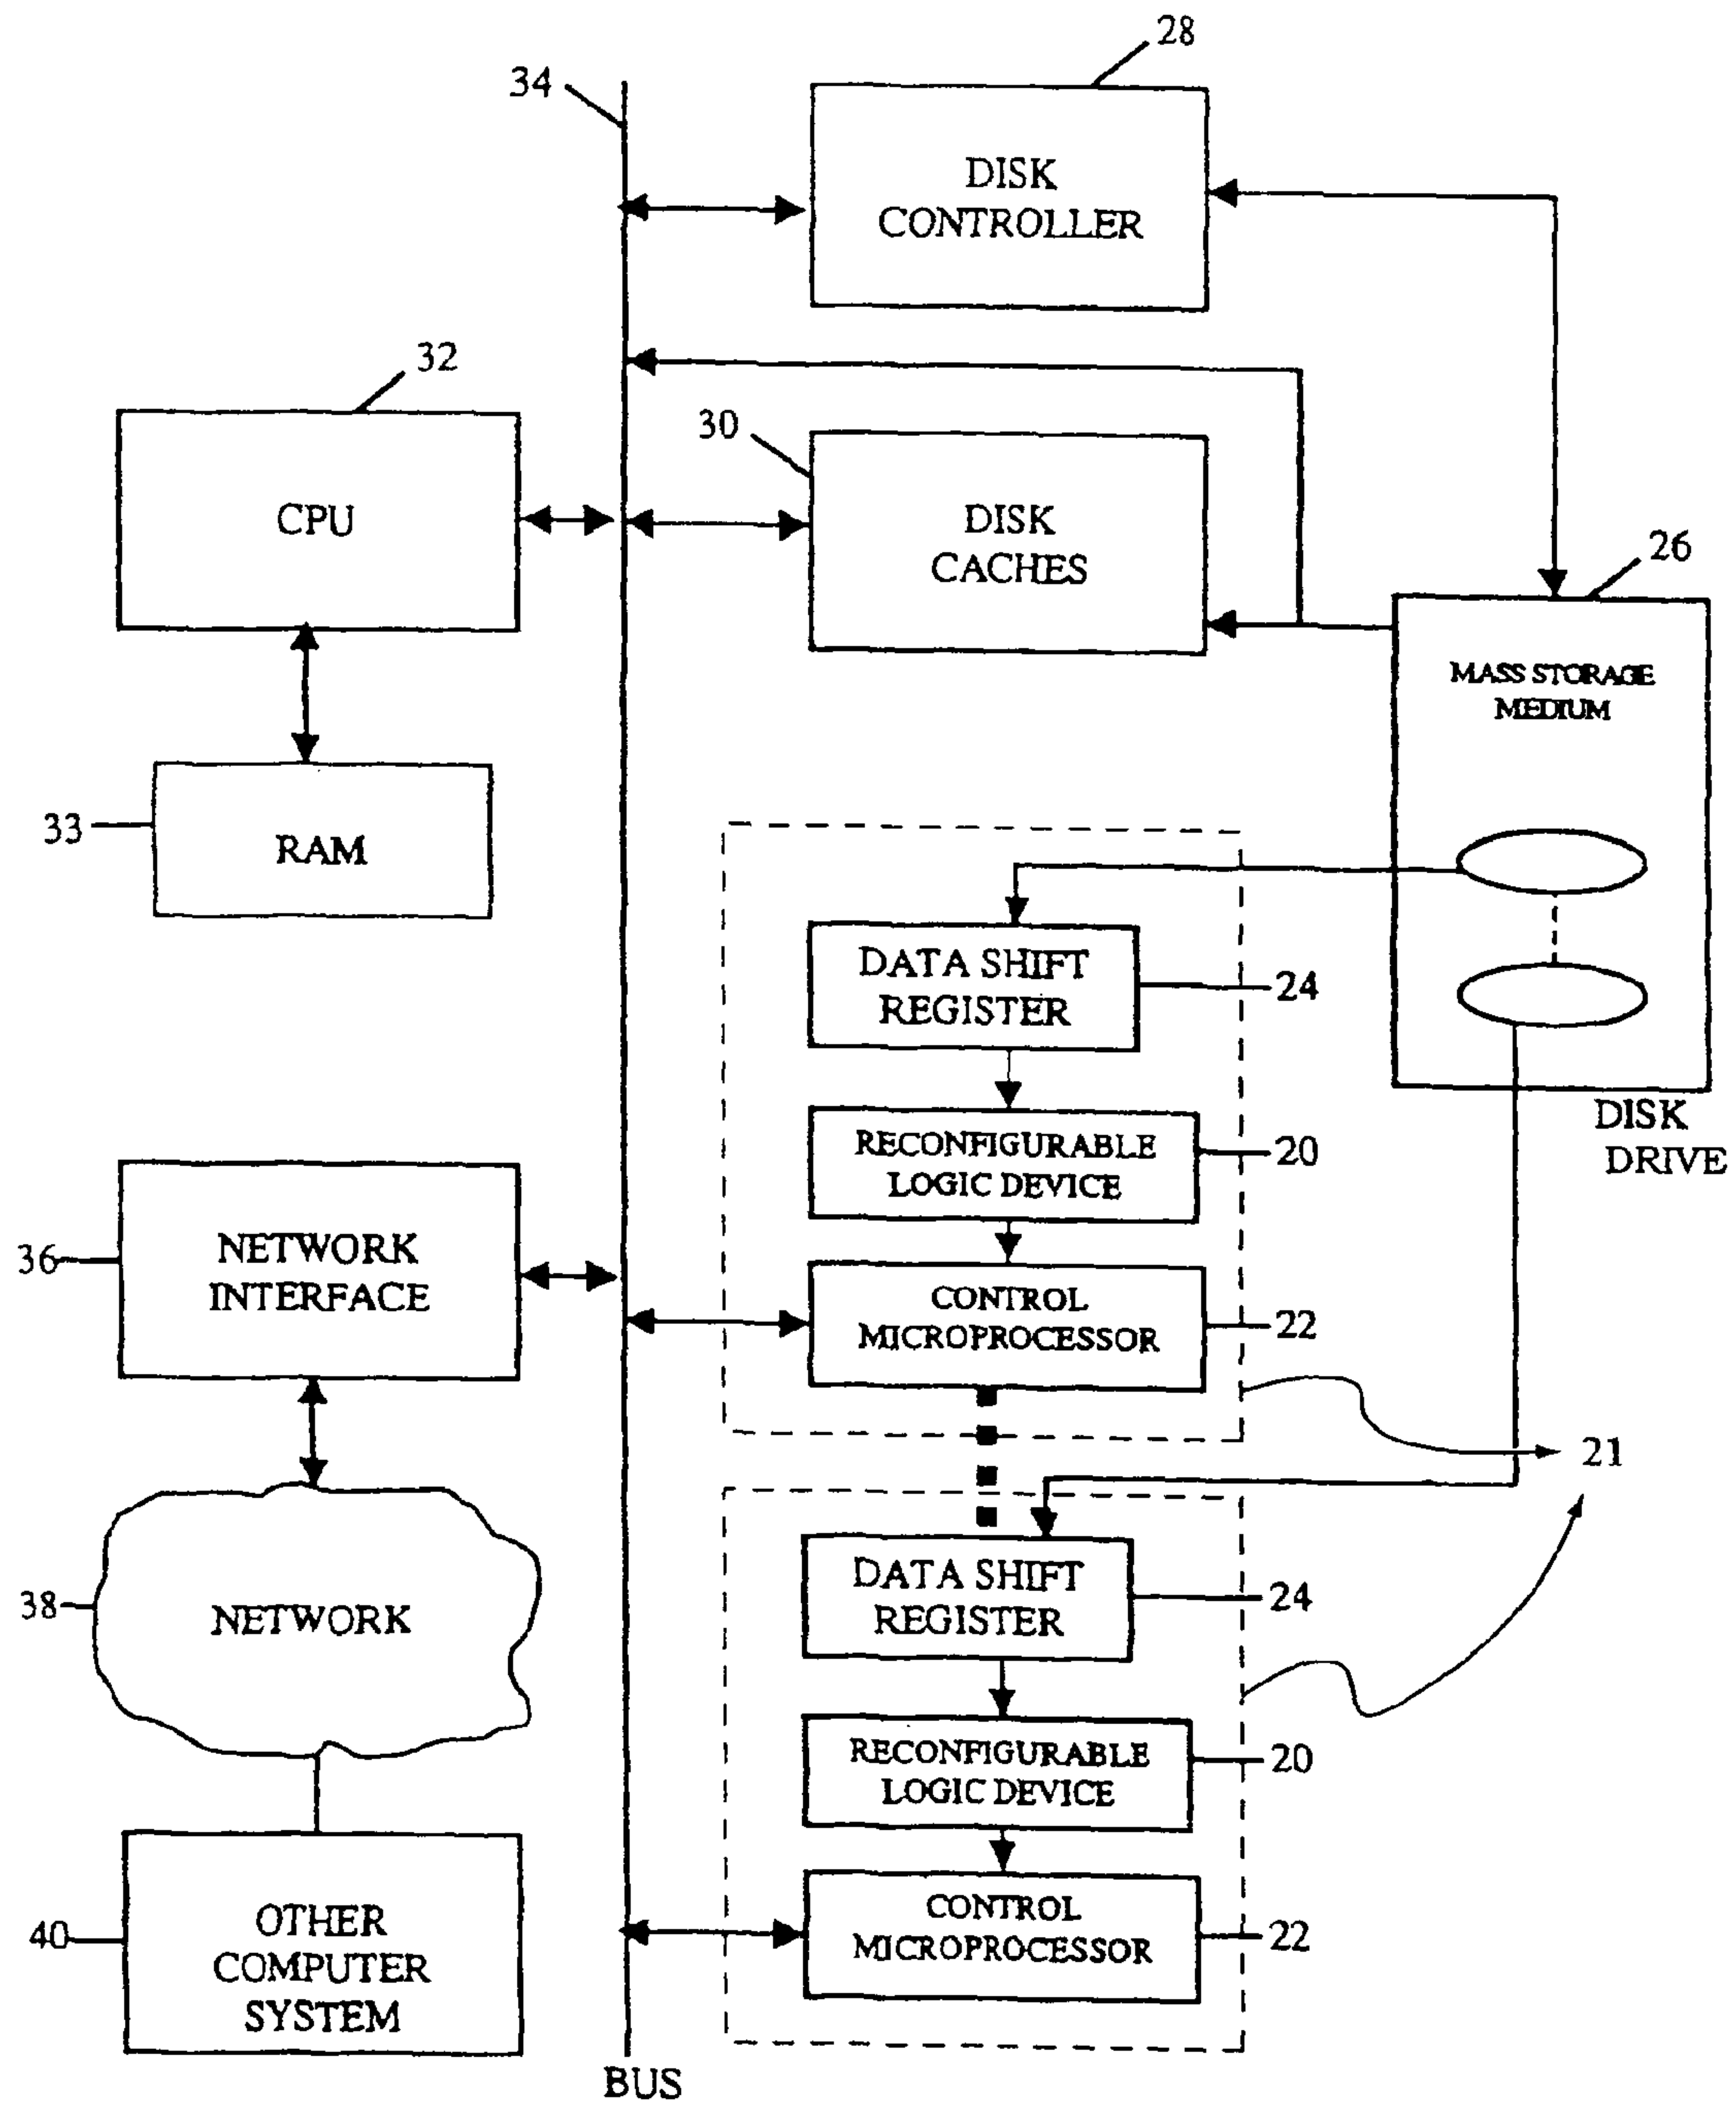 28
34
DISK
CONTROLLER
32
30
CPU
DISK
CACHES
26
MASS STORAGE
MEDIUM
33
RAM
DATA SHIFT
REGISTER
24
DISK
DRIVE
RECONFIGURABLE
LOGIC DEVICE
20
36
NETWORK
INTERFACE
CONTROL
MICROPROCESSOR
22
21
38
NETWORK
DATA SHIFT
REGISTER
24
RECONFIGURABLE
LOGIC DEVICE
20
40
OTHER
COMPUTER
SYSTEM
CONTROL
MICROPROCESSOR
22
BUS